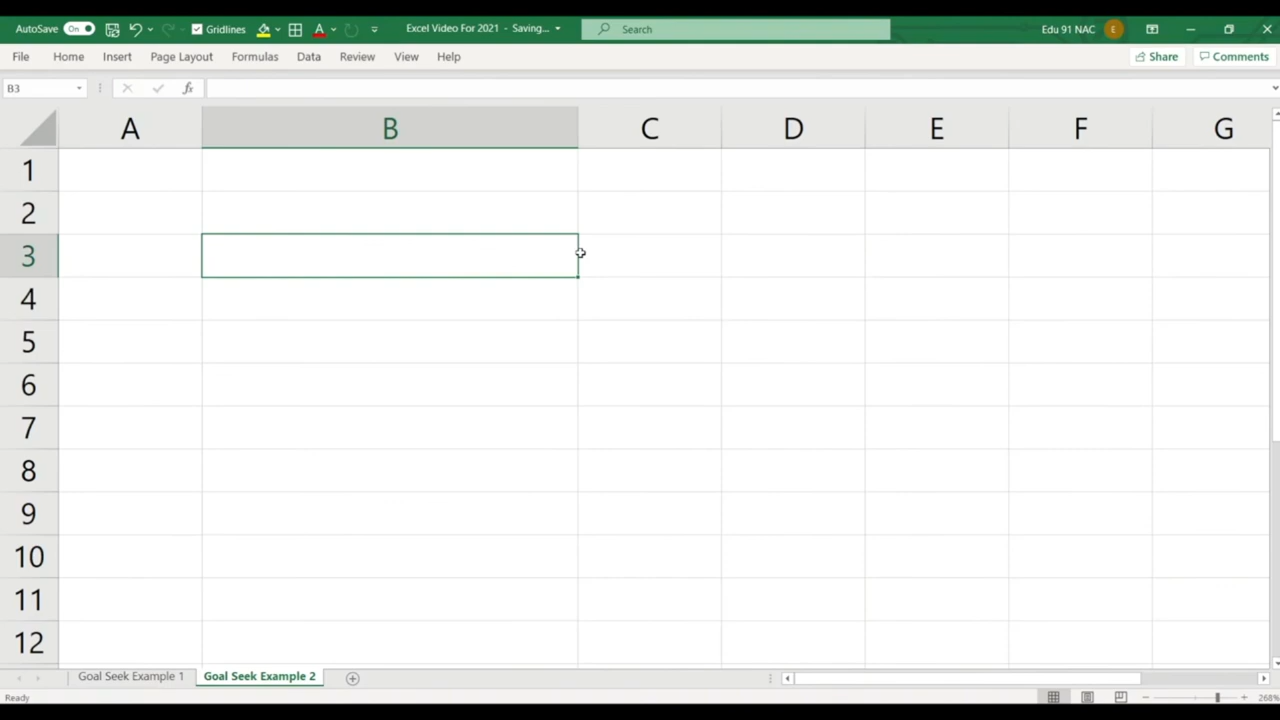 AutoSave On Gridlines A Excel Video For 2021 - Saving... Search Edu 91 NAC E
File Home Insert Page Layout Formulas Data Review View Help Share Comments
B3 fx
A B C D E F G
1
2
3
4
5
6
7
8
9
10
11
12
Goal Seek Example 1 Goal Seek Example 2
Ready 268%